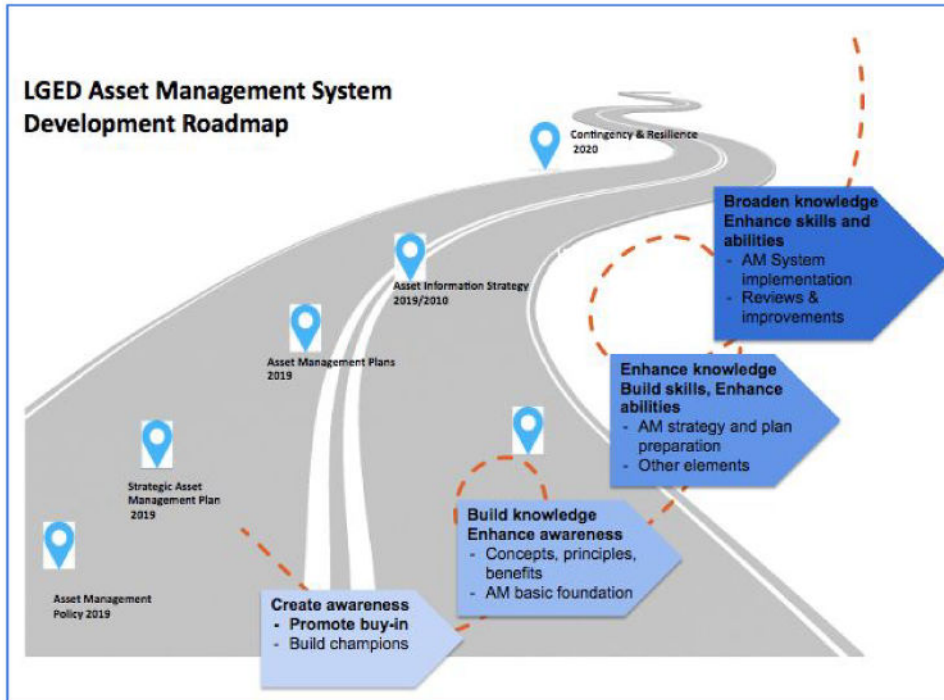 LGED Asset Management System
Development Roadmap
Contingency & Resilience
2020
Asset Information Strategy
2019/2010
Asset Management Plans
2019
Strategic Asset
Management Plan
2019
Asset Management
Policy 2019
Create awareness
- Promote buy-in
- Build champions
Build knowledge
Enhance awareness
- Concepts, principles,
benefits
- AM basic foundation
Enhance knowledge
Build skills, Enhance
abilities
- AM strategy and plan
preparation
- Other elements
Broaden knowledge
Enhance skills and
abilities
- AM System
implementation
- Reviews &
improvements